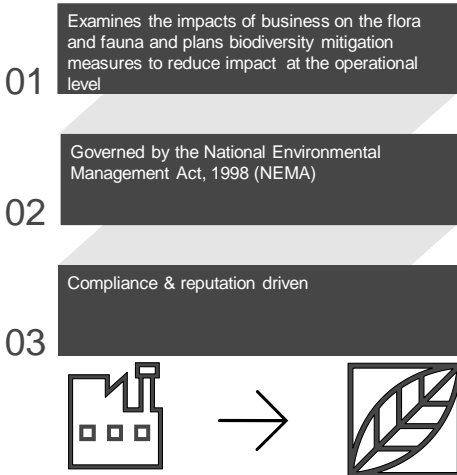 Examines the impacts of business on the flora
and fauna and plans biodiversity mitigation
measures to reduce impact at the operational
level
01
Governed by the National Environmental
Management Act, 1998 (NEMA)
02
Compliance & reputation driven
03